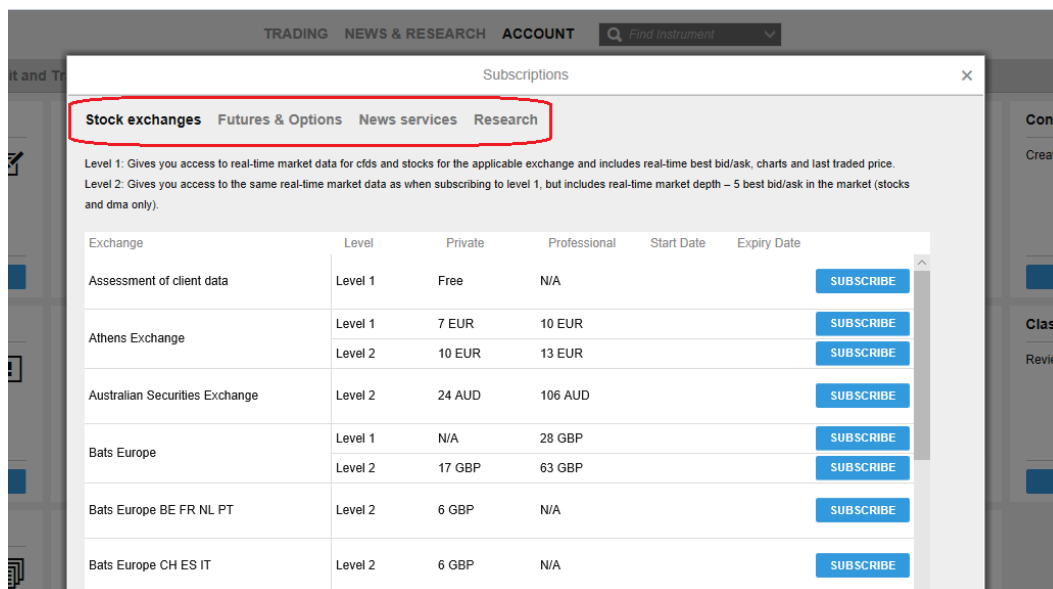 TRADING NEWS & RESEARCH ACCOUNT Find Instrument
it and Tr
Subscriptions ×
Stock exchanges Futures & Options News services Research
Con
Creat
Level 1: Gives you access to real-time market data for cfds and stocks for the applicable exchange and includes real-time best bid/ask, charts and last traded price.
Level 2: Gives you access to the same real-time market data as when subscribing to level 1, but includes real-time market depth – 5 best bid/ask in the market (stocks
and dma only).
Exchange Level Private Professional Start Date Expiry Date
Assessment of client data Level 1 Free N/A SUBSCRIBE
Athens Exchange
Level 1 7 EUR 10 EUR SUBSCRIBE
Level 2 10 EUR 13 EUR SUBSCRIBE
Clas
Revie
Australian Securities Exchange Level 2 24 AUD 106 AUD SUBSCRIBE
Bats Europe
Level 1 N/A 28 GBP SUBSCRIBE
Level 2 17 GBP 63 GBP SUBSCRIBE
Bats Europe BE FR NL PT Level 2 6 GBP N/A SUBSCRIBE
Bats Europe CH ES IT Level 2 6 GBP N/A SUBSCRIBE